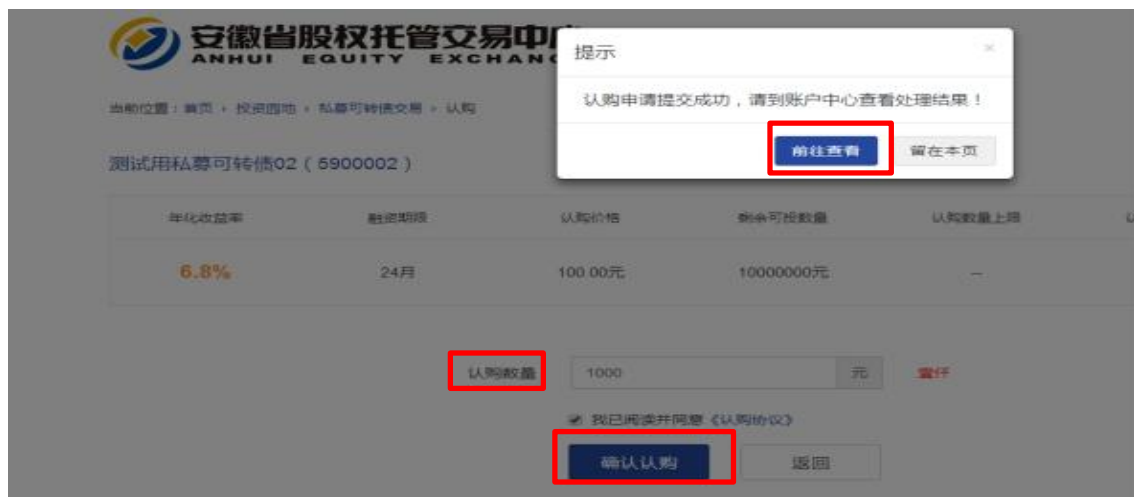 安徽省股权托管交易中
ANHUI EQUITY EXCHAN
提示
×
认购申请提交成功，请到账户中心查看处理结果！
前往查看 留在本页
当前位置：首页 › 投资园地 › 私募可转债交易 › 认购
测试用私募可转债02（5900002）
年化收益率 融资期限 认购价格 剩余可投数量 认购数量上限
6.8% 24月 100.00元 10000000元 --
认购数量 1000 元 壹仟
我已阅读并同意《认购协议》
确认认购 返回